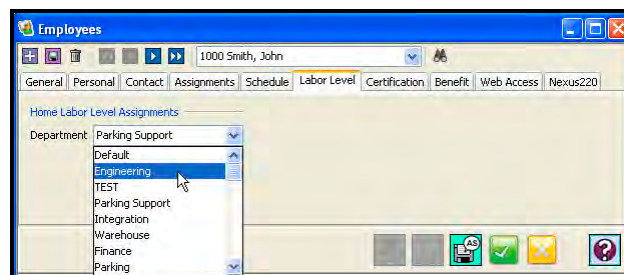 Employees
1000 Smith, John
General Personal Contact Assignments Schedule Labor Level Certification Benefit Web Access Nexus220
Home Labor Level Assignments
Department Parking Support
Default
Engineering
TEST
Parking Support
Integration
Warehouse
Finance
Parking
AS
?